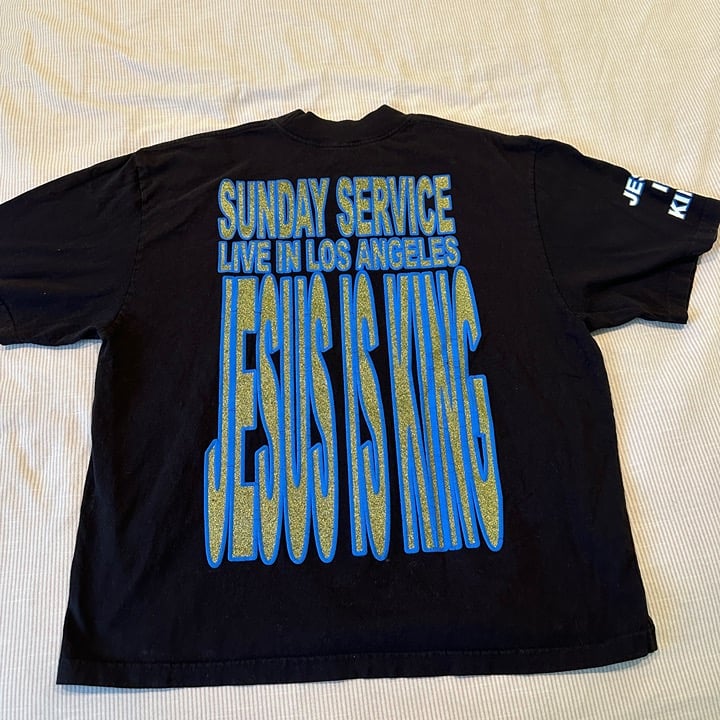 SUNDAY SERVICE
LIVE IN LOS ANGELES
JESUS IS KING